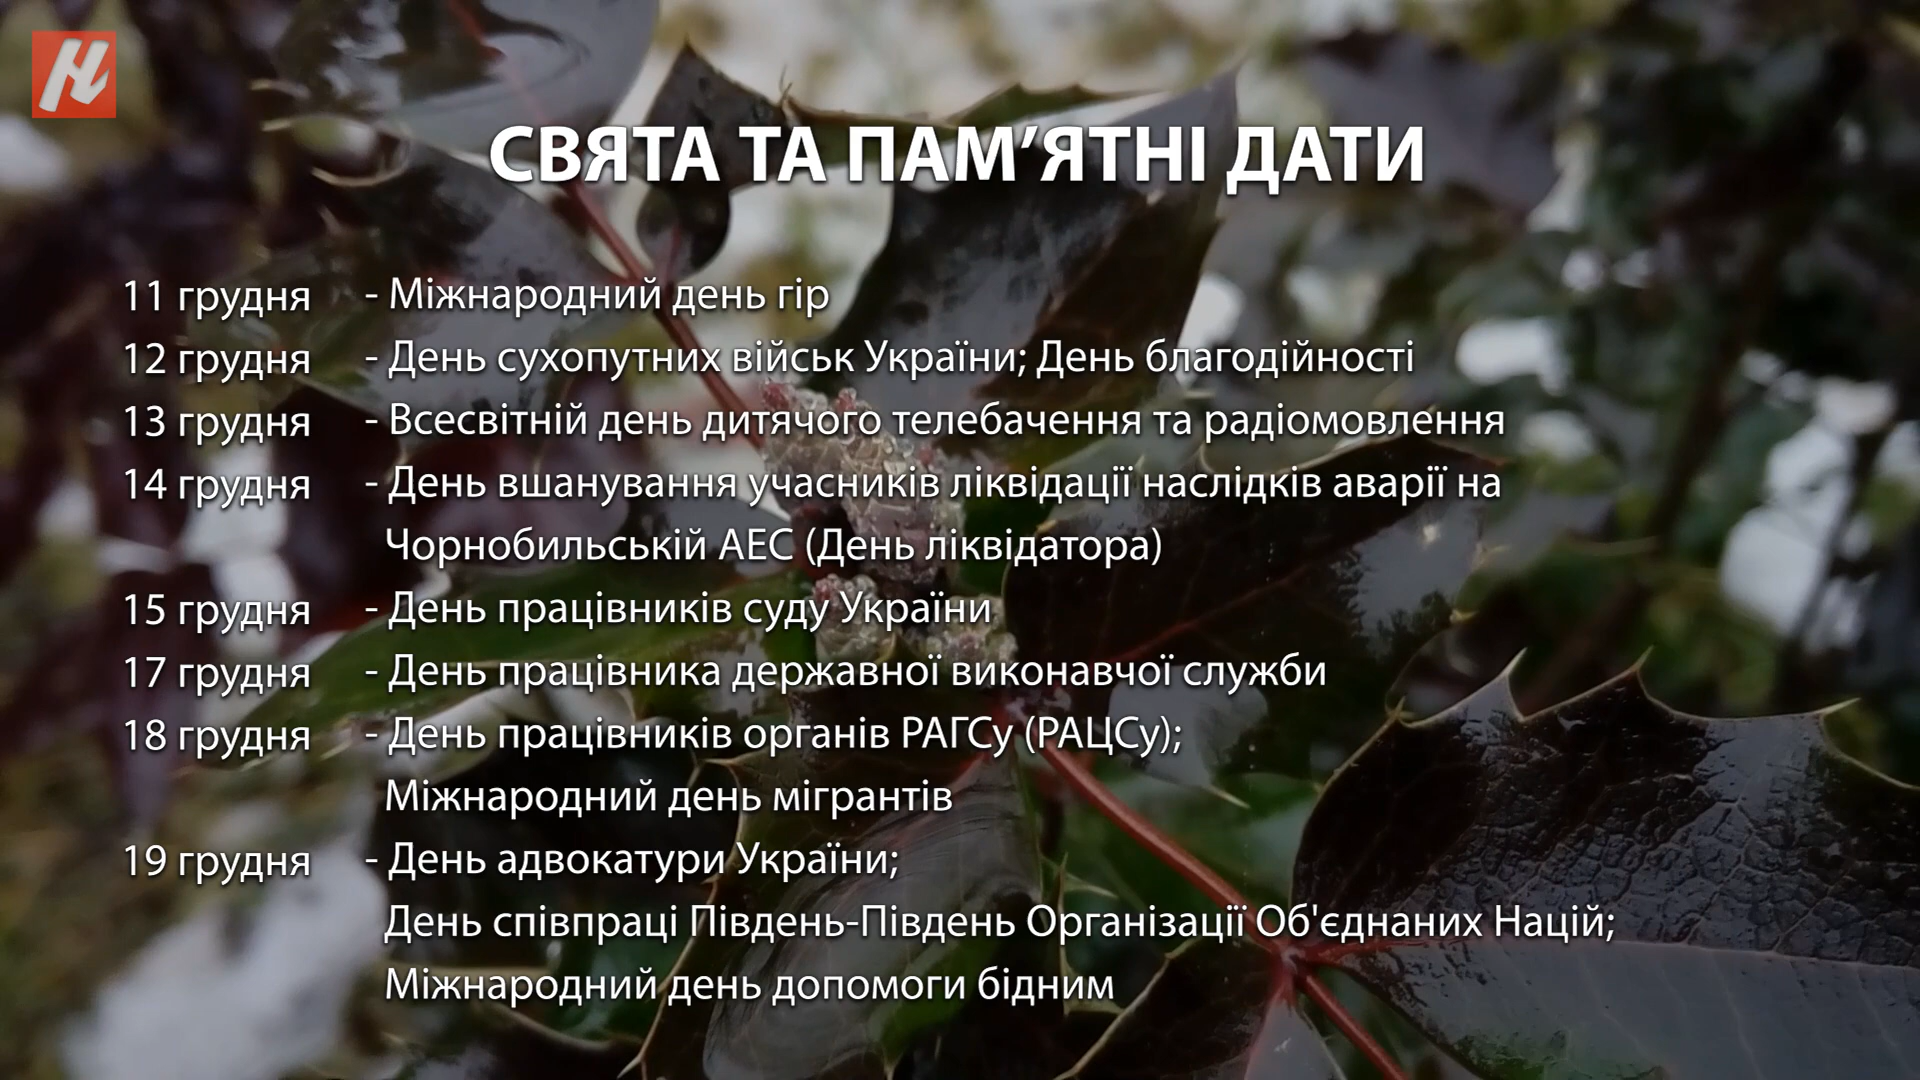 СВЯТА ТА ПАМ’ЯТНІ ДАТИ
11 грудня - Міжнародний день гір
12 грудня - День сухопутних військ України; День благодійності
13 грудня - Всесвітній день дитячого телебачення та радіомовлення
14 грудня - День вшанування учасників ліквідації наслідків аварії на
Чорнобильській АЕС (День ліквідатора)
15 грудня - День працівників суду України
17 грудня - День працівника державної виконавчої служби
18 грудня - День працівників органів РАГСу (РАЦСу);
Міжнародний день мігрантів
19 грудня - День адвокатури України;
День співпраці Південь-Південь Організації Об'єднаних Націй;
Міжнародний день допомоги бідним